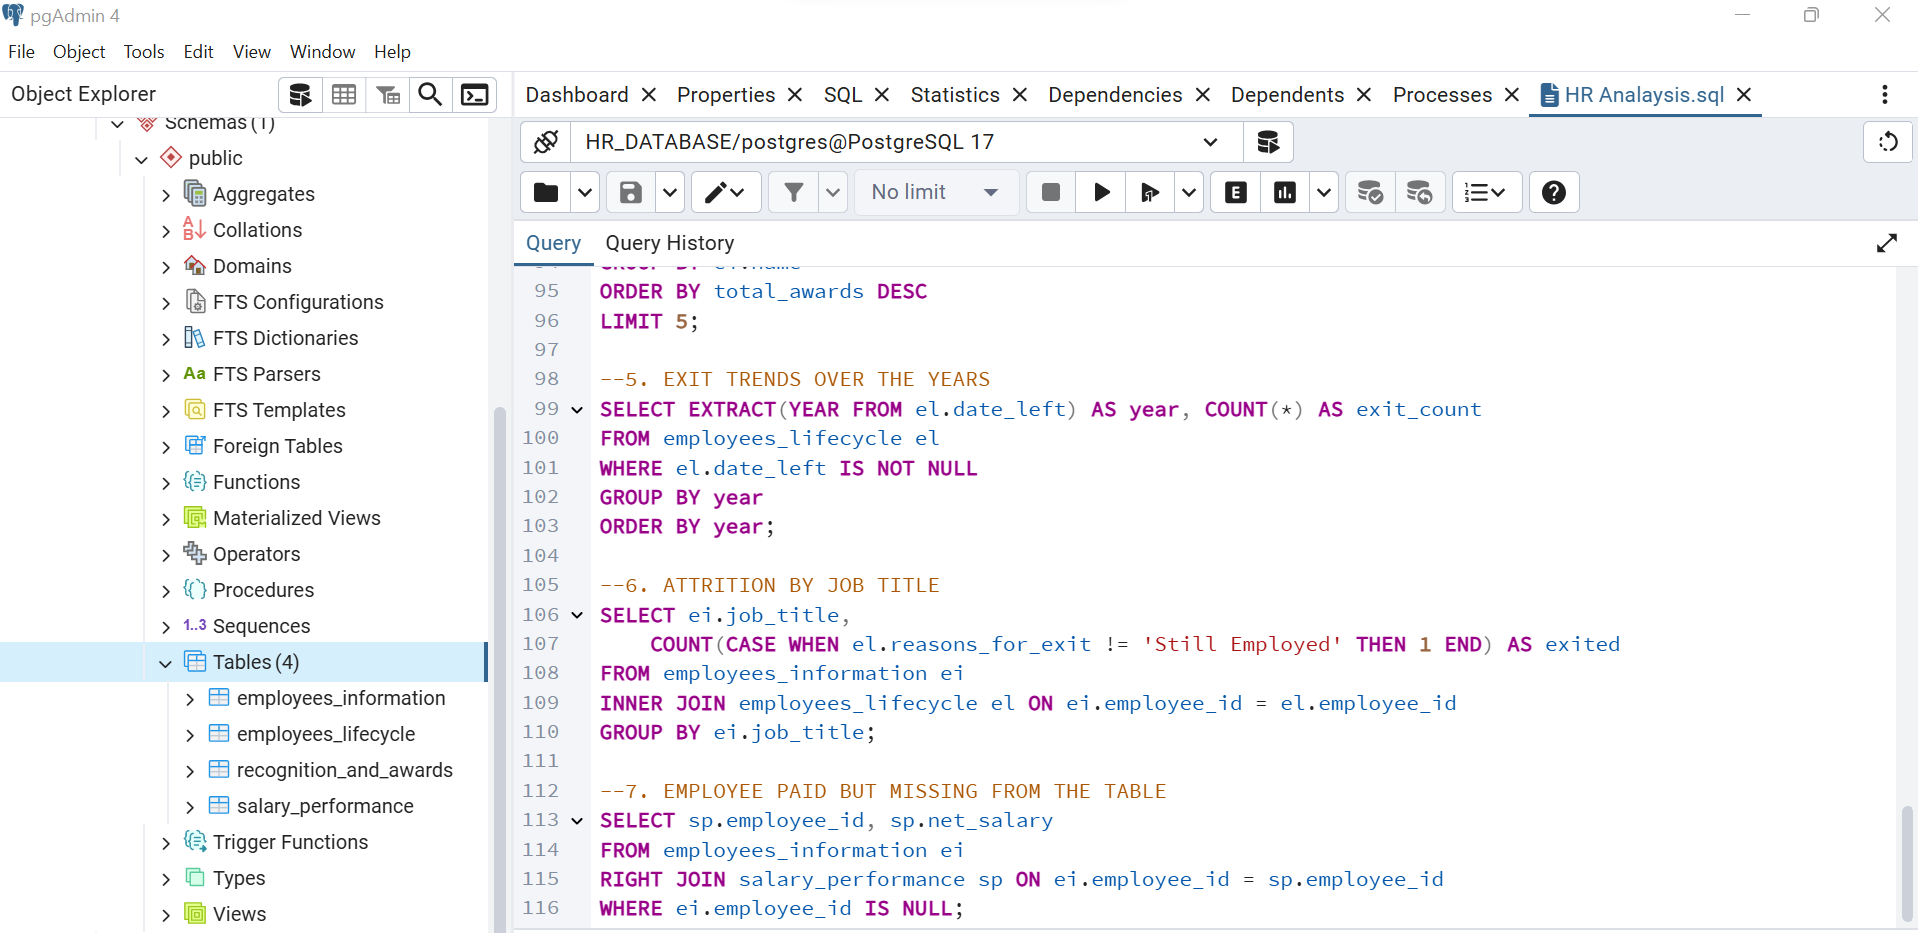 pgAdmin 4
File Object Tools Edit View Window Help
Object Explorer
Dashboard Properties SQL Statistics Dependencies Dependents Processes HR Analaysis.sql
Schemas (1)
public
Aggregates
Collations
Domains
FTS Configurations
FTS Dictionaries
Aa FTS Parsers
FTS Templates
Foreign Tables
Functions
Materialized Views
Operators
Procedures
1..3 Sequences
Tables (4)
employees_information
employees_lifecycle
recognition_and_awards
salary_performance
Trigger Functions
Types
Views
HR_DATABASE/postgres@PostgreSQL 17
No limit
E
Query Query History
95 ORDER BY total_awards DESC
96 LIMIT 5;
97
98 --5. EXIT TRENDS OVER THE YEARS
99 SELECT EXTRACT(YEAR FROM el.date_left) AS year, COUNT(*) AS exit_count
100 FROM employees_lifecycle el
101 WHERE el.date_left IS NOT NULL
102 GROUP BY year
103 ORDER BY year;
104
105 --6. ATTRITION BY JOB TITLE
106 SELECT ei.job_title,
107 COUNT(CASE WHEN el.reasons_for_exit != 'Still Employed' THEN 1 END) AS exited
108 FROM employees_information ei
109 INNER JOIN employees_lifecycle el ON ei.employee_id = el.employee_id
110 GROUP BY ei.job_title;
111
112 --7. EMPLOYEE PAID BUT MISSING FROM THE TABLE
113 SELECT sp.employee_id, sp.net_salary
114 FROM employees_information ei
115 RIGHT JOIN salary_performance sp ON ei.employee_id = sp.employee_id
116 WHERE ei.employee_id IS NULL;